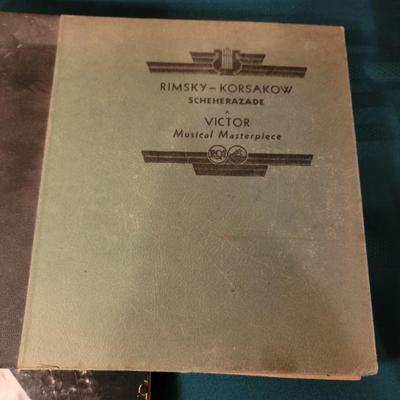 RIMSKY-KORSAKOW
SCHEHERAZADE
A
VICTOR
Musical Masterpiece
RCA